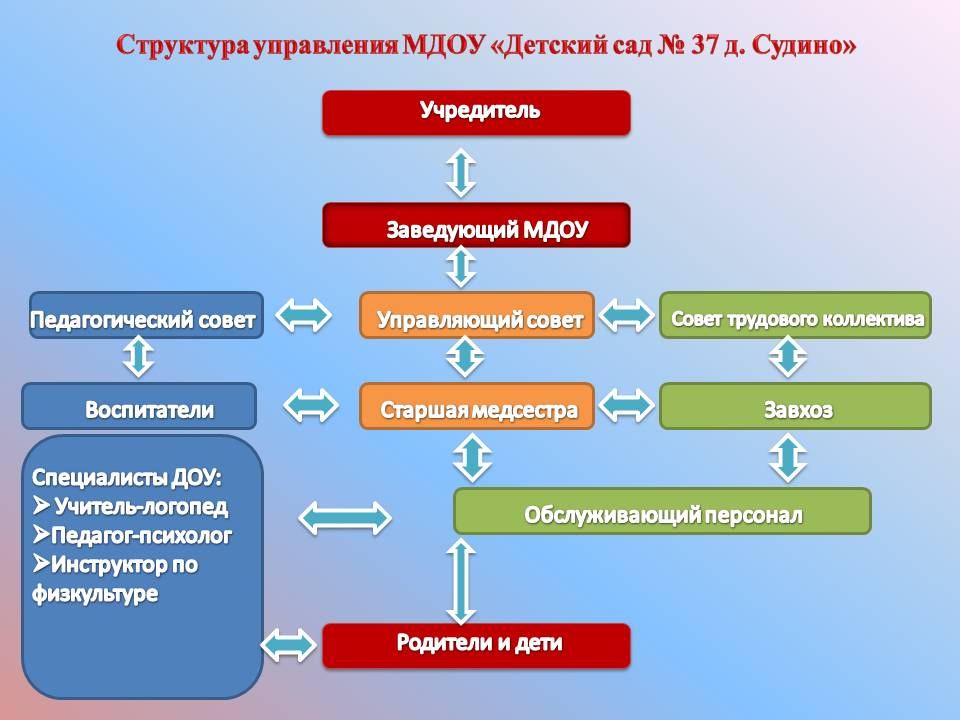 Структура управления МДОУ «Детский сад № 37 д. Судино»
Учредитель
Заведующий МДОУ
Педагогический совет
Управляющий совет
Совет трудового коллектива
Воспитатели
Старшая медсестра
Завхоз
Специалисты ДОУ:
Учитель-логопед
Педагог-психолог
Инструктор по
физкультуре
Обслуживающий персонал
Родители и дети